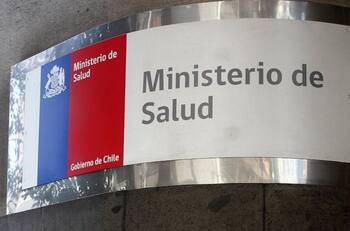 Ministerio de
Salud
Gobierno de Chile
Ministerio de
Salud